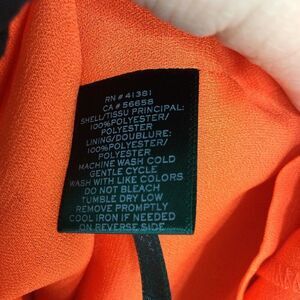 RN # 41381
CA # 56658
SHELL/TISSU PRINCIPAL:
100%POLYESTER/
POLYESTER
LINING/DOUBLURE:
100%POLYESTER/
POLYESTER
MACHINE WASH COLD
GENTLE CYCLE
WASH WITH LIKE COLORS
DO NOT BLEACH
TUMBLE DRY LOW
REMOVE PROMPTLY
COOL IRON IF NEEDED
ON REVERSE SIDE